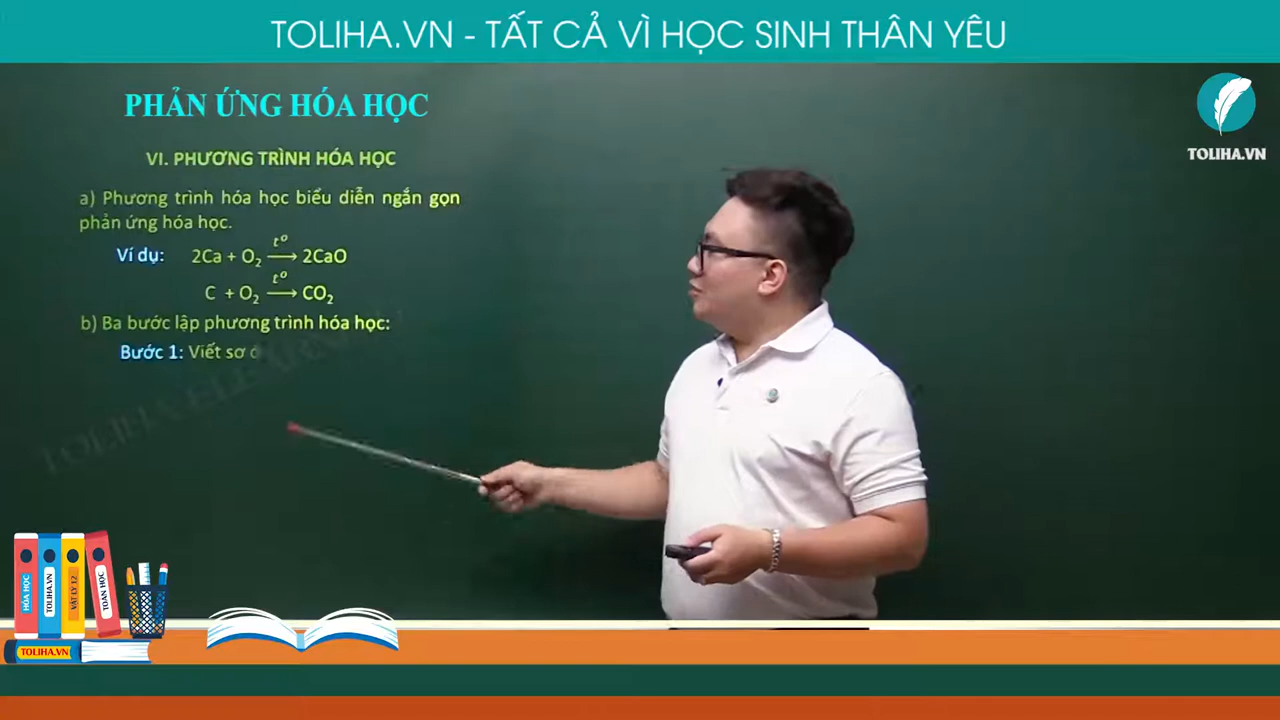 TOLIHA.VN - TẤT CẢ VÌ HỌC SINH THÂN YÊU
PHẢN ỨNG HÓA HỌC
TOLIHA.VN
VI. PHƯƠNG TRÌNH HÓA HỌC
a) Phương trình hóa học biểu diễn ngắn gọn
phản ứng hóa học.
Ví dụ: 2Ca + O₂ —tº→ 2CaO
C + O₂ —tº→ CO₂
b) Ba bước lập phương trình hóa học:
Bước 1: Viết sơ
HÓA HỌC
TOLIHA.VN
VẬT LÝ 12
TOÁN HỌC
TOLIHA.VN